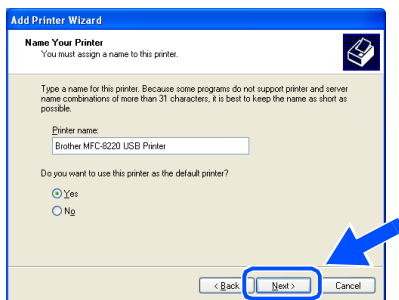 Add Printer Wizard
Name Your Printer
You must assign a name to this printer.
Type a name for this printer. Because some programs do not support printer and server
name combinations of more than 31 characters, it is best to keep the name as short as
possible.
Printer name:
Brother MFC-8220 USB Printer
Do you want to use this printer as the default printer?
Yes
No
< Back
Next >
Cancel